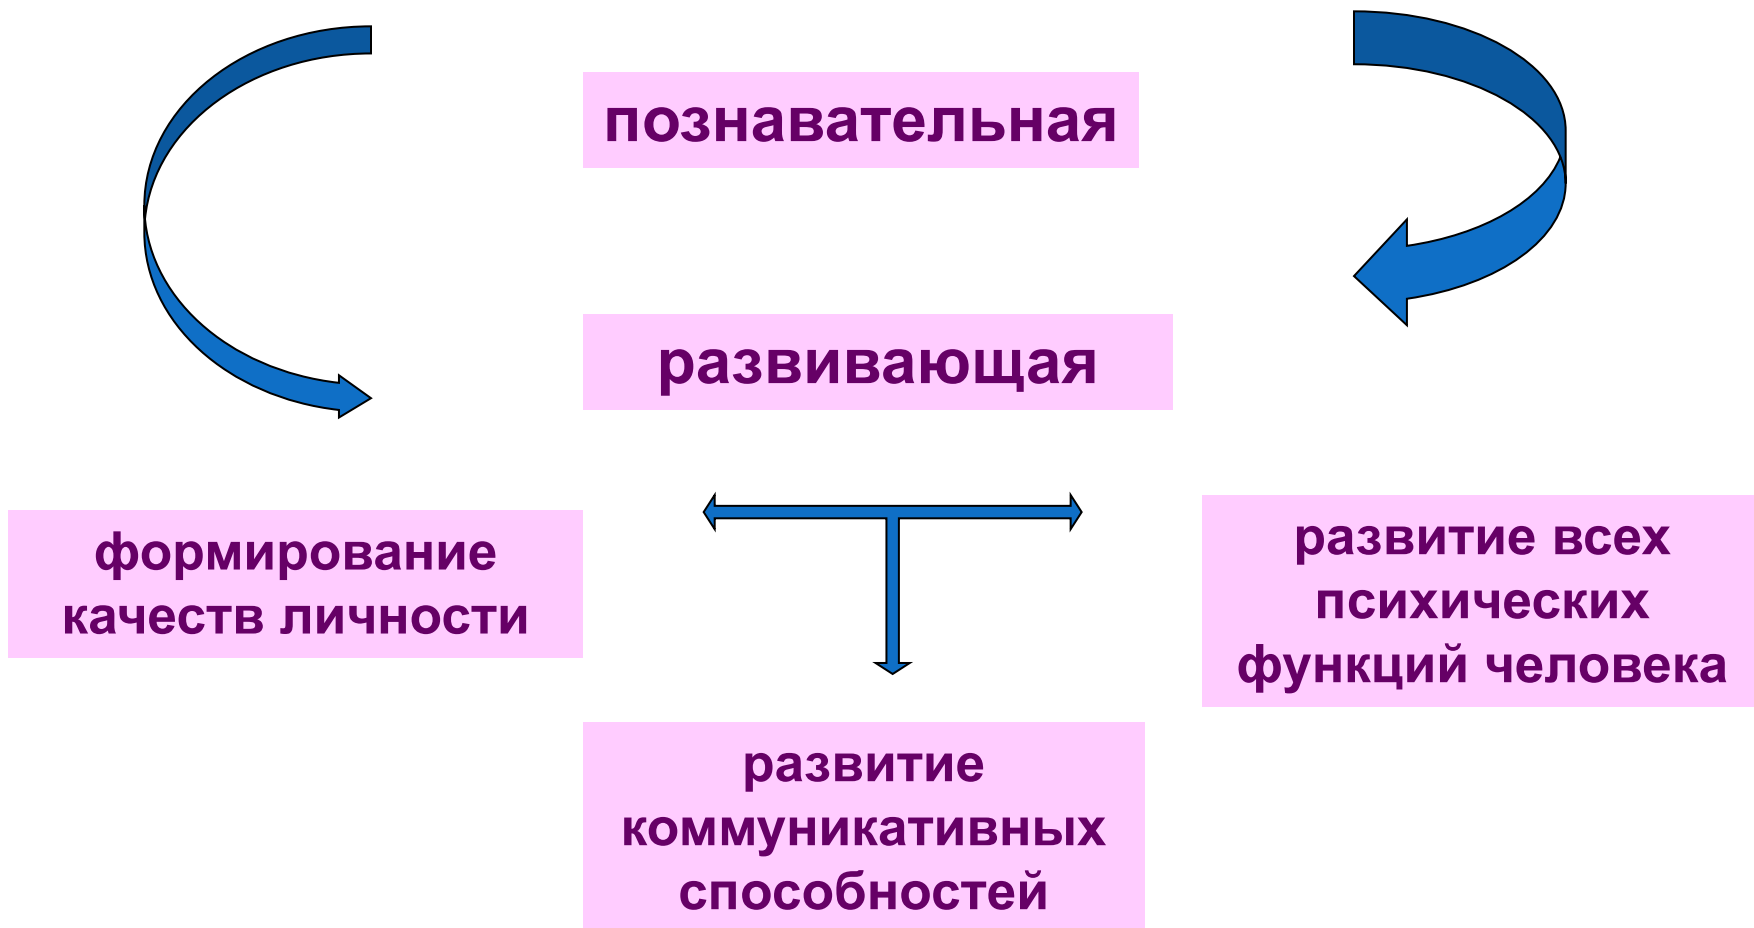 познавательная
развивающая
формирование
качеств личности
развитие всех
психических
функций человека
развитие
коммуникативных
способностей